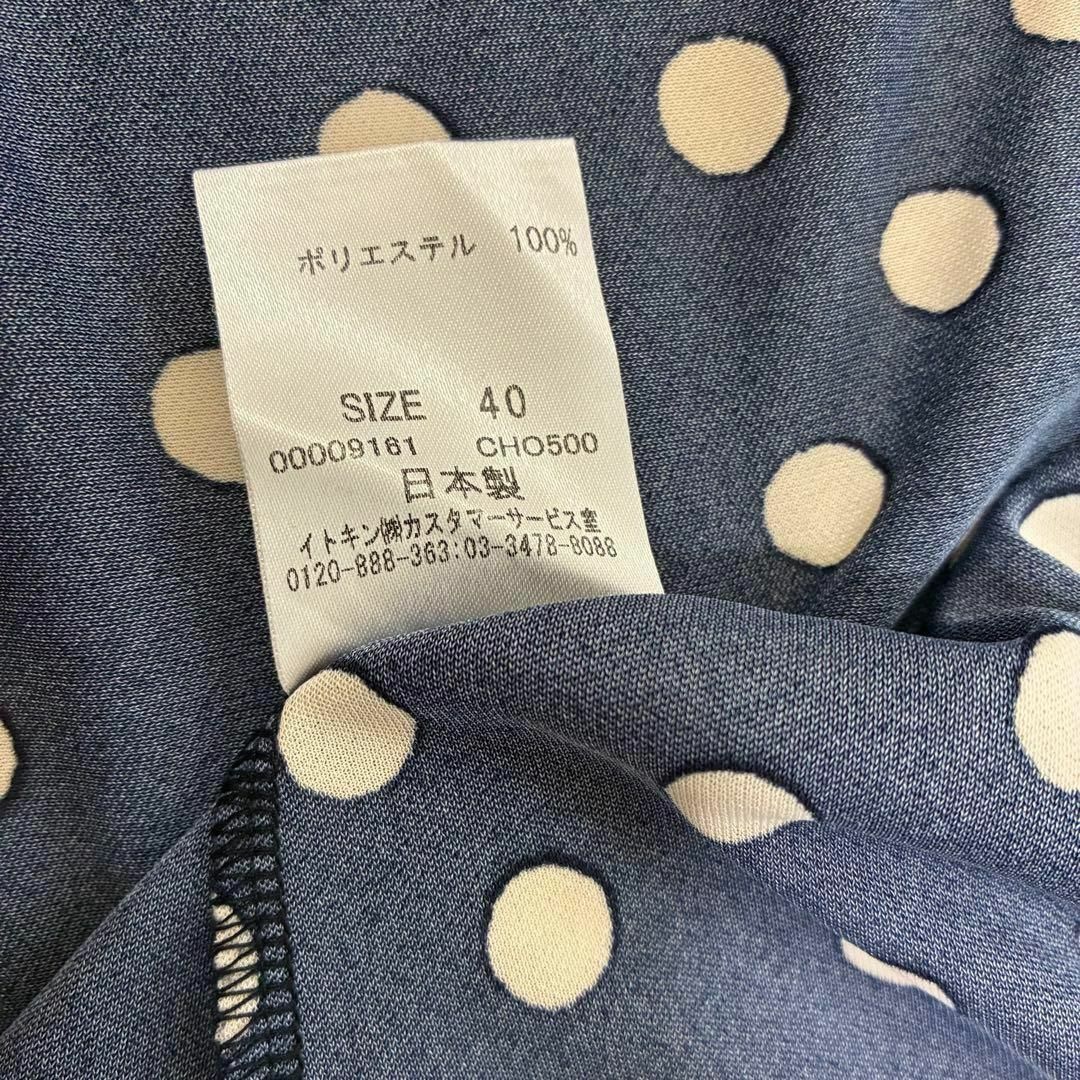 ポリエステル 100%
SIZE 40
00009161 CHO500
日本製
イトキン㈱カスタマーサービス室
0120-888-363:03-3478-8088